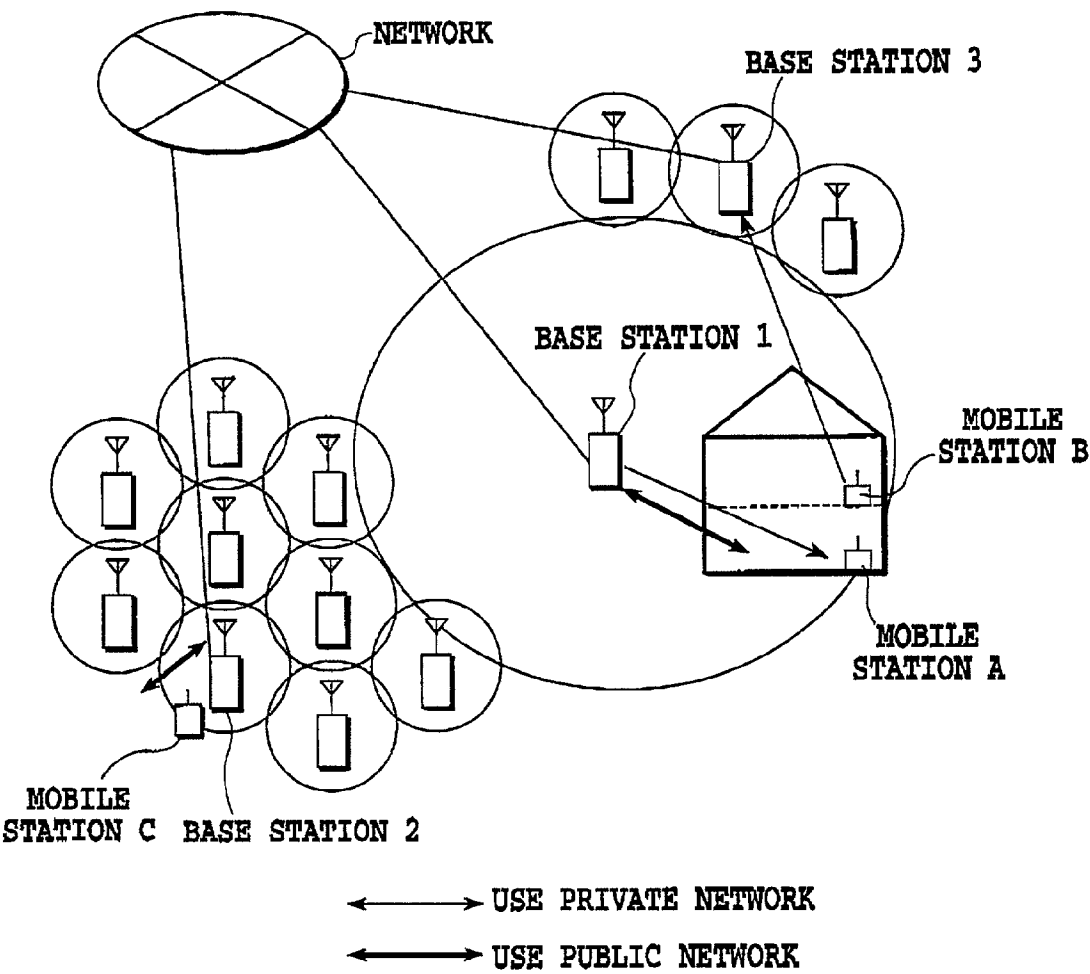 NETWORK
BASE STATION 3
BASE STATION 1
MOBILE
STATION B
MOBILE
STATION A
MOBILE
STATION C
BASE STATION 2
USE PRIVATE NETWORK
USE PUBLIC NETWORK